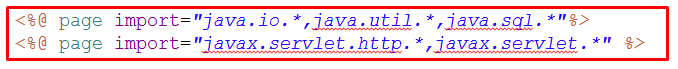 <%@ page import="java.io.*,java.util.*,java.sql.*"%>
<%@ page import="javax.servlet.http.*,javax.servlet.*" %>